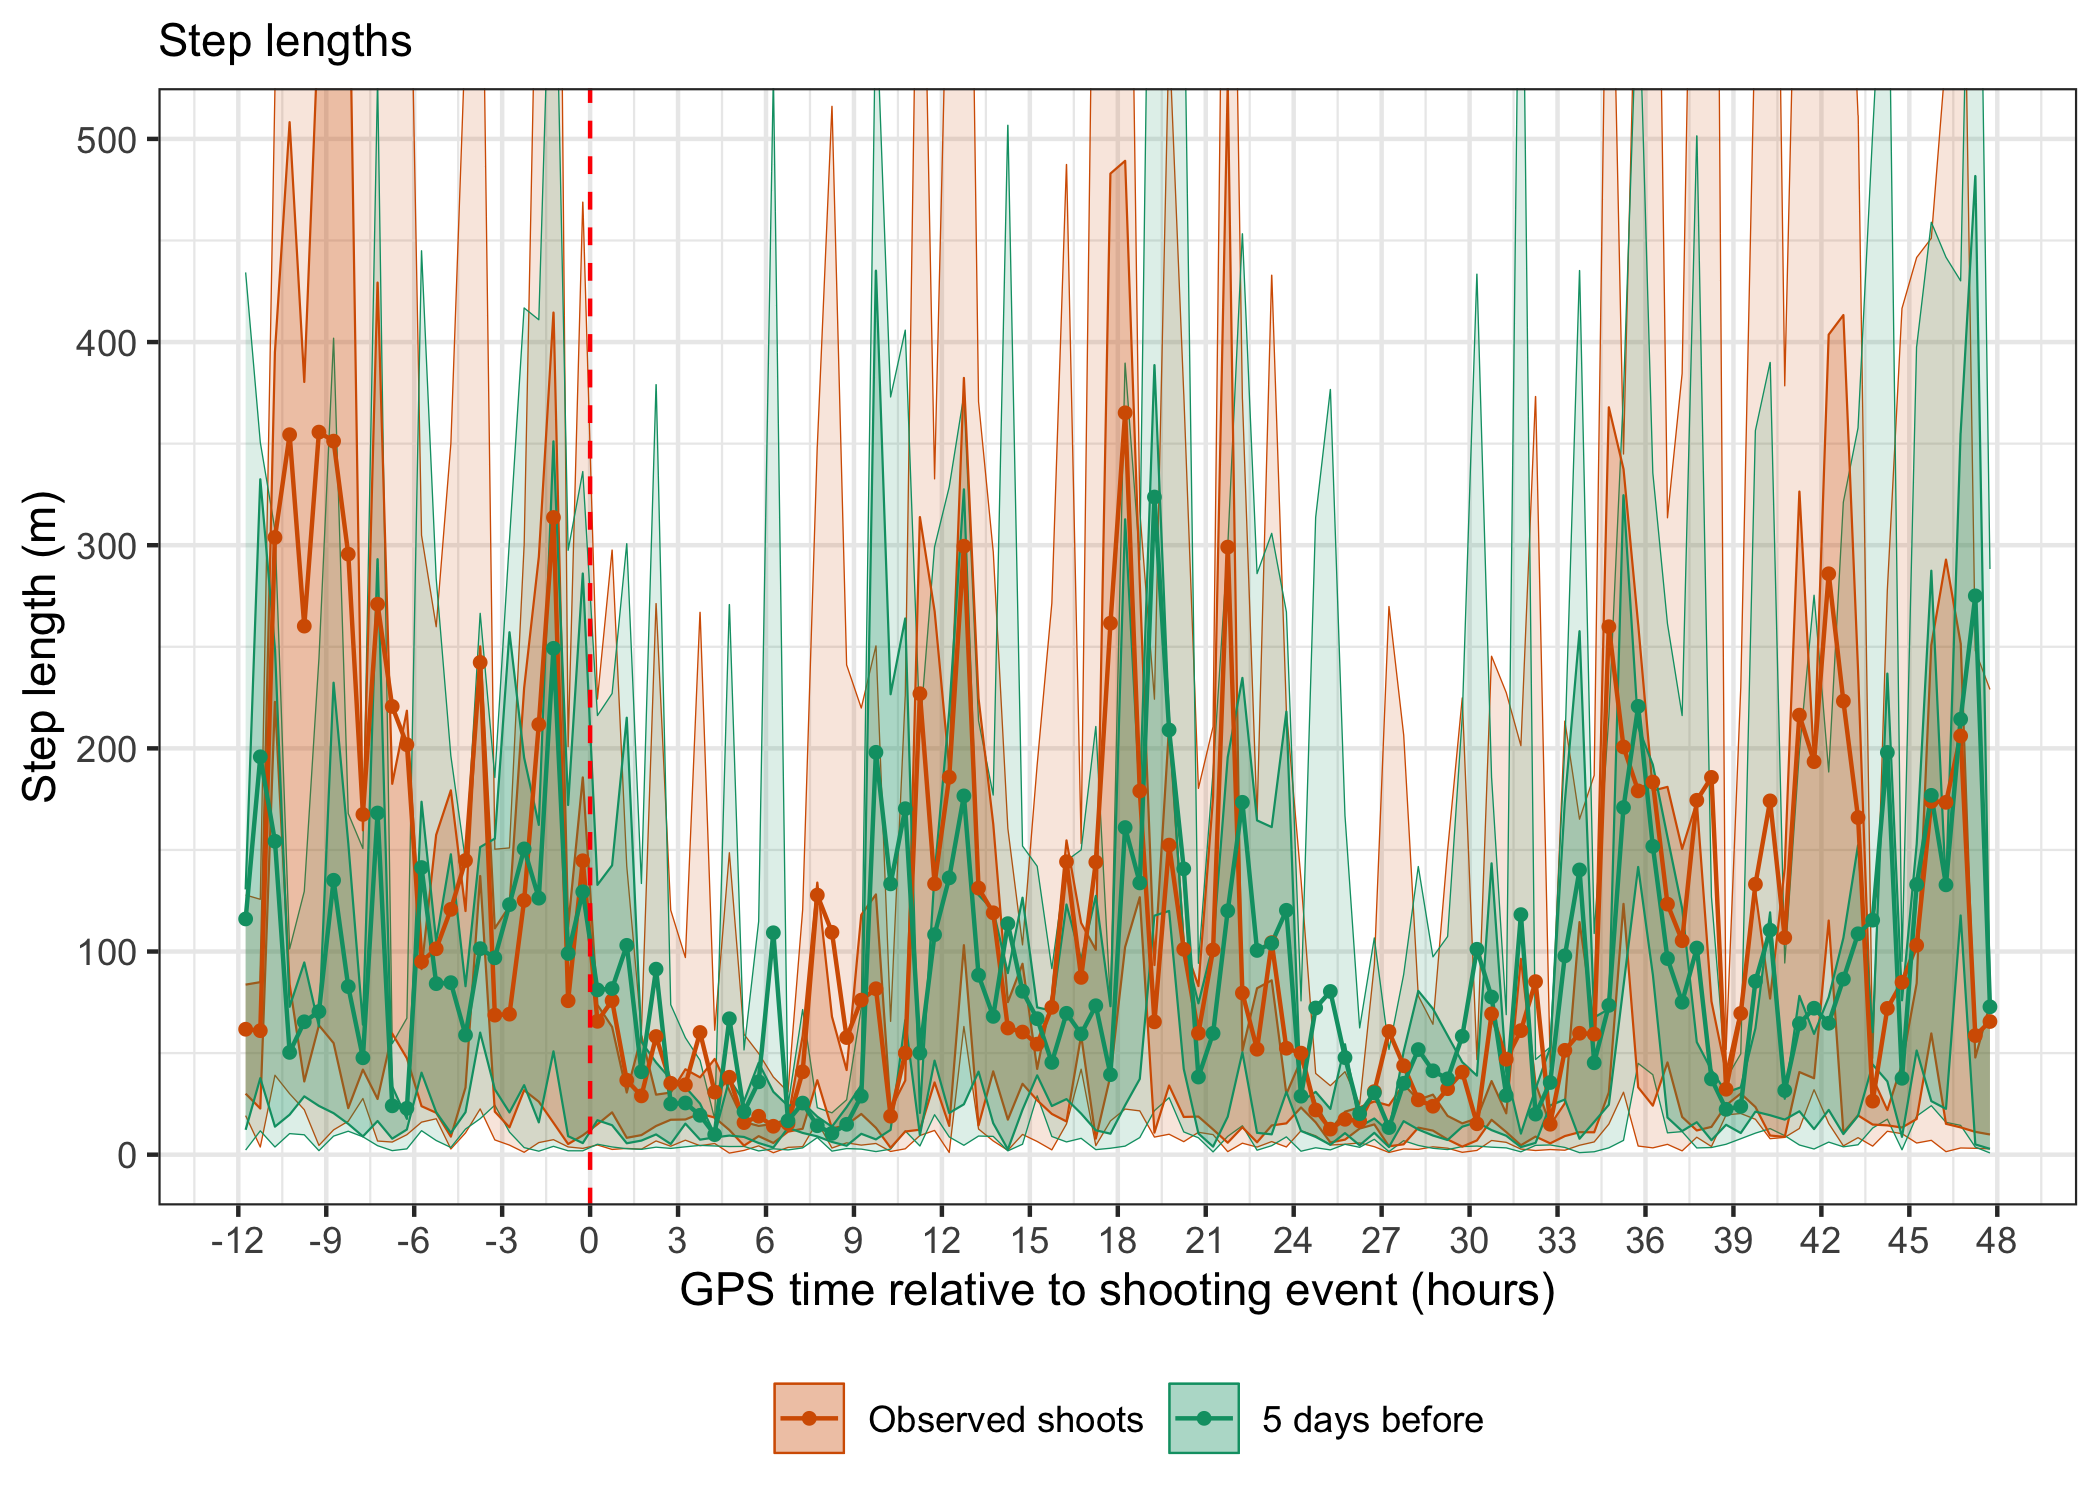 Step lengths
Step length (m)
500
400
300
200
100
0
-12 -9 -6 -3 0 3 6 9 12 15 18 21 24 27 30 33 36 39 42 45 48
GPS time relative to shooting event (hours)
Observed shoots 5 days before